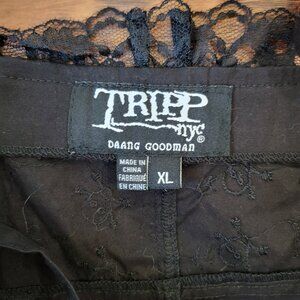 TRIPP
nyc®
DAANG GOODMAN
MADE IN
CHINA
FABRIQUÉ
EN CHINE
XL